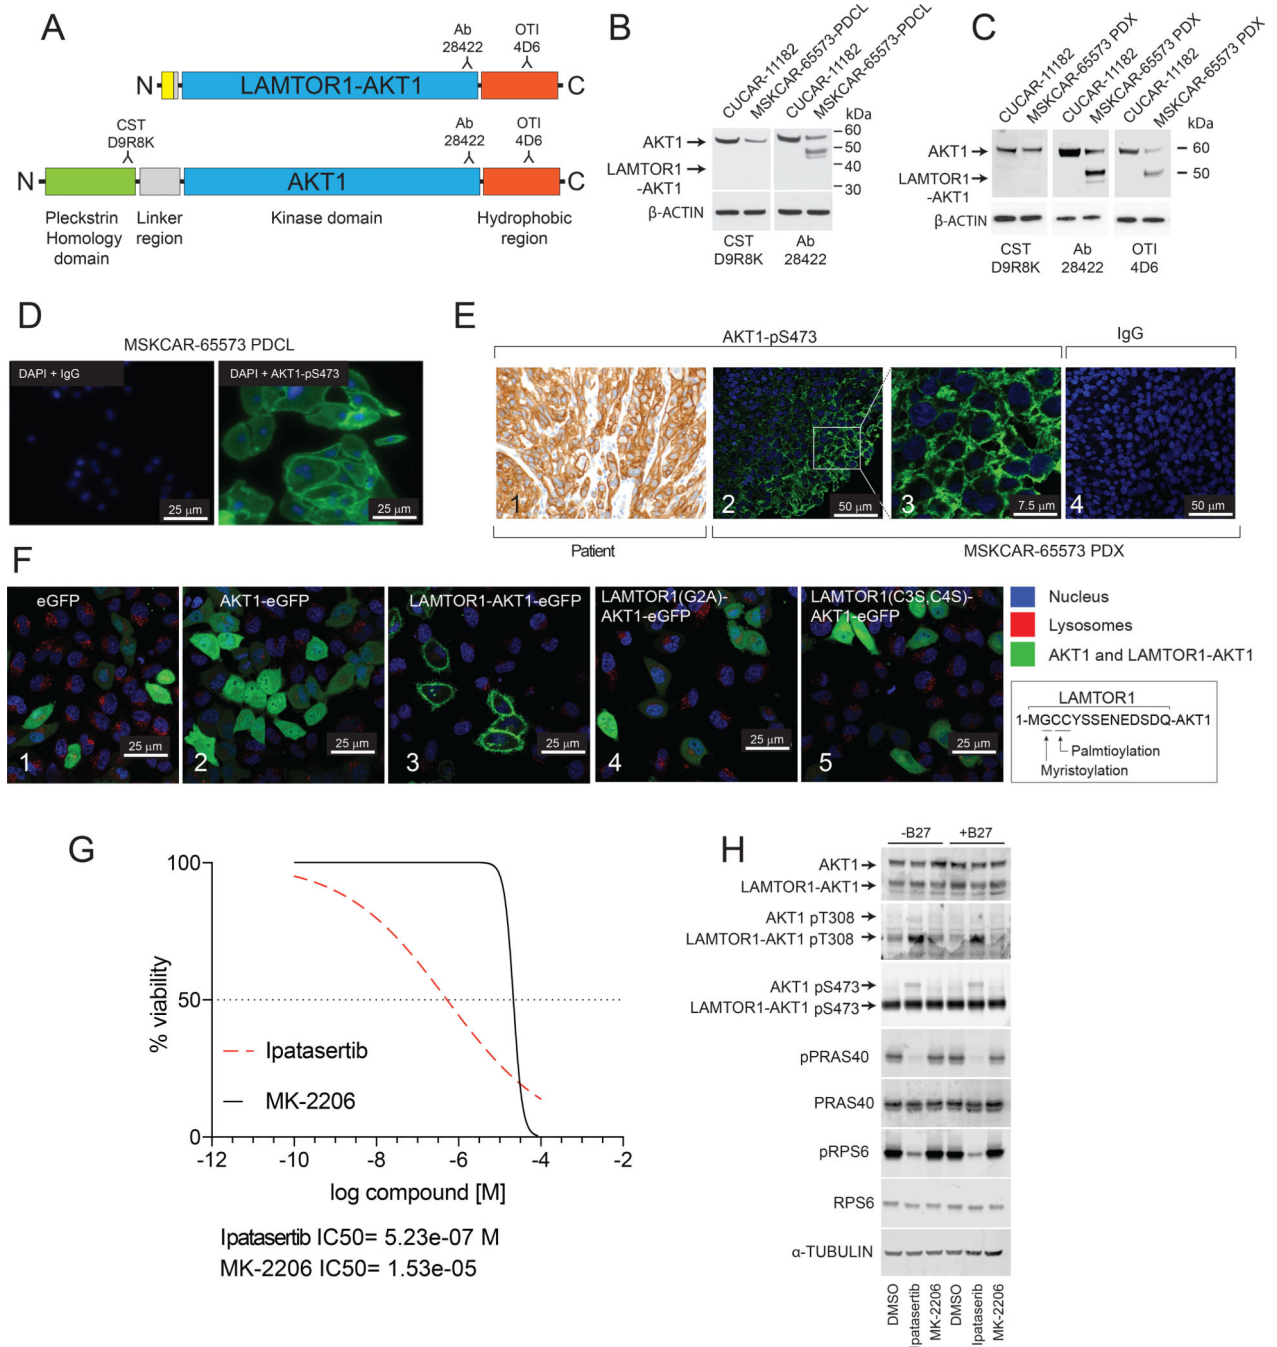 A
Ab
28422
OTI
4D6
N
LAMTOR1-AKT1
C
CST
D9R8K
Ab
28422
OTI
4D6
N
AKT1
C
Pleckstrin
Homology
domain
Linker
region
Kinase domain
Hydrophobic
region
B
CUCAR-11182
MSKCAR-65573-PDCL
CUCAR-11182
MSKCAR-65573-PDCL
kDa
60
50
40
30
AKT1
LAMTOR1
-AKT1
β-ACTIN
CST
D9R8K
Ab
28422
C
CUCAR-11182
MSKCAR-65573 PDX
CUCAR-11182
MSKCAR-65573 PDX
CUCAR-11182
MSKCAR-65573 PDX
kDa
60
50
AKT1
LAMTOR1
-AKT1
β-ACTIN
CST
D9R8K
Ab
28422
OTI
4D6
D
MSKCAR-65573 PDCL
DAPI + IgG
DAPI + AKT1-pS473
25 µm
25 µm
E
AKT1-pS473
IgG
1
2
50 µm
3
7.5 µm
4
50 µm
Patient
MSKCAR-65573 PDX
F
eGFP
1
25 µm
AKT1-eGFP
2
25 µm
LAMTOR1-AKT1-eGFP
3
25 µm
LAMTOR1(G2A)-
AKT1-eGFP
4
25 µm
LAMTOR1(C3S,C4S)-
AKT1-eGFP
5
25 µm
Nucleus
Lysosomes
AKT1 and LAMTOR1-AKT1
LAMTOR1
1-MGCCYSSENEDSDQ-AKT1
Palmtioylation
Myristoylation
G
% viability
100
50
0
-12
-10
-8
-6
-4
-2
log compound [M]
Ipatasertib
MK-2206
Ipatasertib IC50= 5.23e-07 M
MK-2206 IC50= 1.53e-05
H
-B27
+B27
AKT1
LAMTOR1-AKT1
AKT1 pT308
LAMTOR1-AKT1 pT308
AKT1 pS473
LAMTOR1-AKT1 pS473
pPRAS40
PRAS40
pRPS6
RPS6
α-TUBULIN
DMSO
Ipatasertib
MK-2206
DMSO
Ipataserib
MK-2206